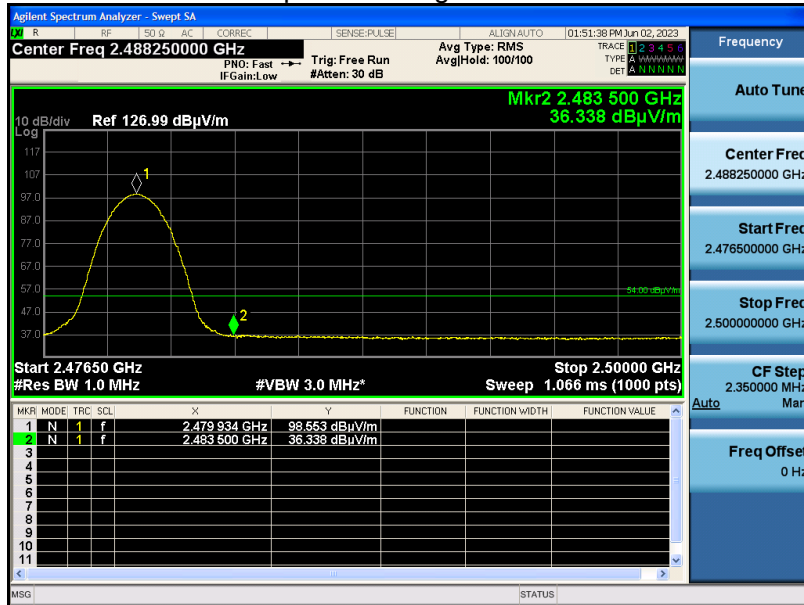 Agilent Spectrum Analyzer - Swept SA
LXI R RF 50 Ω AC CORREC SENSE:PULSE ALIGN AUTO 01:51:38 PM Jun 02, 2023
Center Freq 2.488250000 GHz
PNO: Fast
IFGain:Low
Trig: Free Run
#Atten: 30 dB
Avg Type: RMS
Avg|Hold: 100/100
TRACE 1 2 3 4 5 6
TYPE A WWWWW
DET A N N N N N
Mkr2 2.483 500 GHz
36.338 dBµV/m
10 dB/div Ref 126.99 dBµV/m
Log
117
107
97.0
87.0
77.0
67.0
57.0
47.0
37.0
1
2
54.00 dBµV/m
Start 2.47650 GHz Stop 2.50000 GHz
#Res BW 1.0 MHz #VBW 3.0 MHz* Sweep 1.066 ms (1000 pts)
MKR MODE TRC SCL X Y FUNCTION FUNCTION WIDTH FUNCTION VALUE
1 N 1 f 2.479 934 GHz 98.553 dBµV/m
2 N 1 f 2.483 500 GHz 36.338 dBµV/m
3
4
5
6
7
8
9
10
11
MSG STATUS
Frequency
Auto Tune
Center Freq
2.488250000 GHz
Start Freq
2.476500000 GHz
Stop Freq
2.500000000 GHz
CF Step
2.350000 MHz
Auto Man
Freq Offset
0 Hz